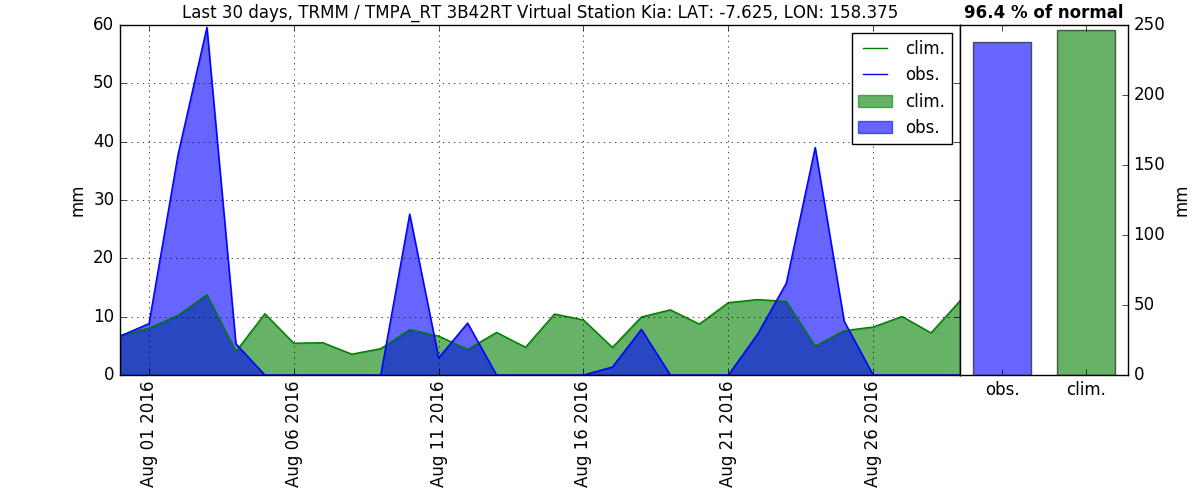 Last 30 days, TRMM / TMPA_RT 3B42RT Virtual Station Kia: LAT: -7.625, LON: 158.375
96.4 % of normal
60
50
40
30
20
10
0
mm
clim.
obs.
clim.
obs.
Aug 01 2016
Aug 06 2016
Aug 11 2016
Aug 16 2016
Aug 21 2016
Aug 26 2016
250
200
150
100
50
0
mm
obs.
clim.